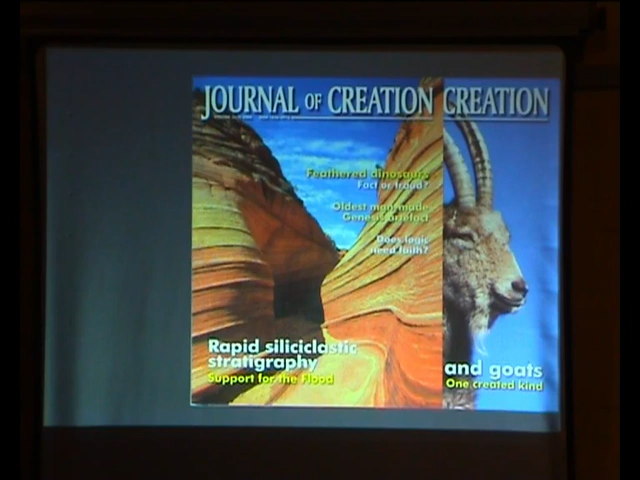 JOURNAL OF CREATION
Feathered dinosaurs
Fact or fraud?
Oldest man-made
Genesis artefact
Does logic
need faith?
Rapid siliciclastic
stratigraphy
Support for the Flood
CREATION
and goats
One created kind